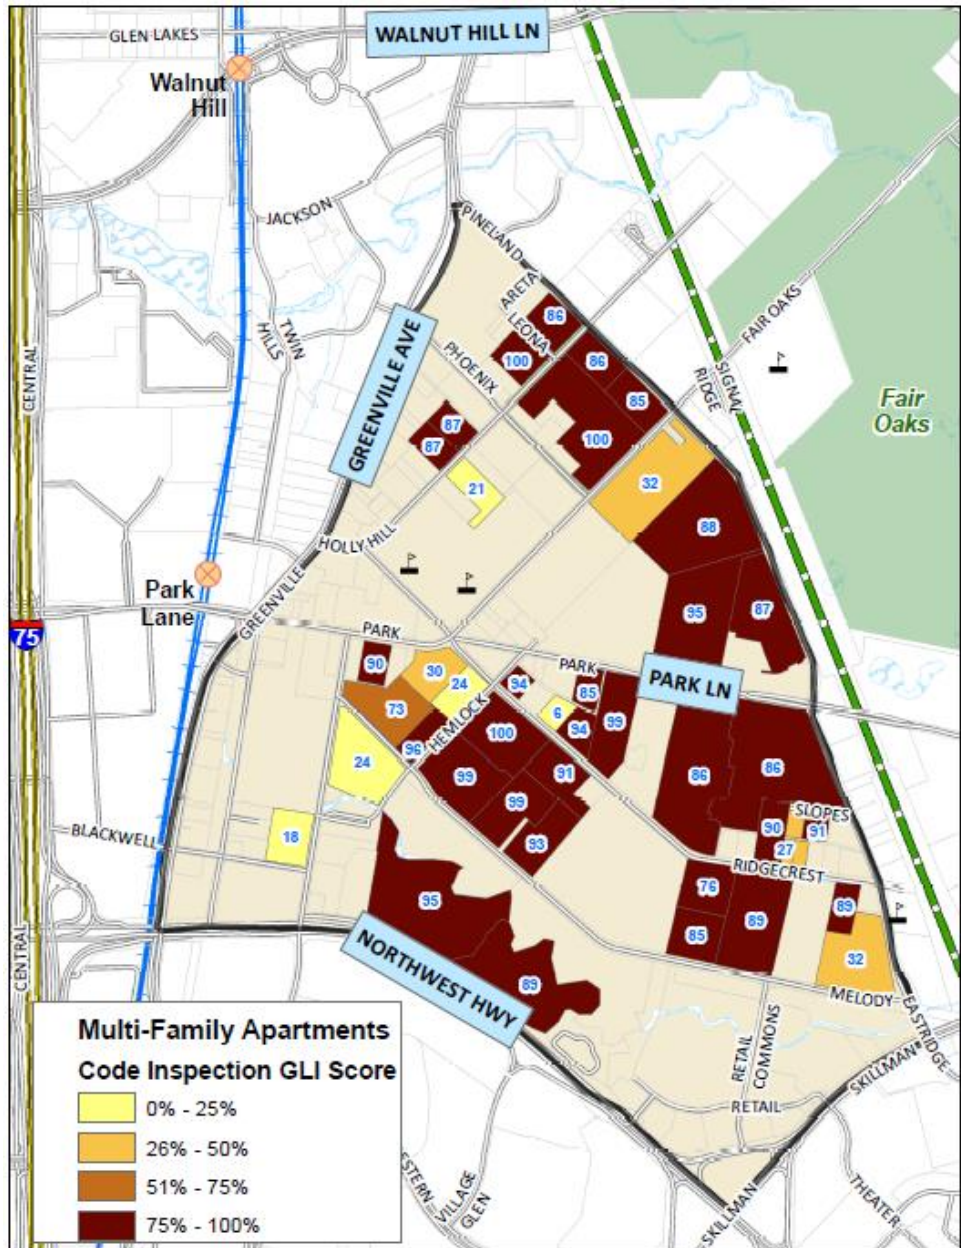 GLEN LAKES
WALNUT HILL LN
Walnut
Hill
JACKSON
PINELAND
ARETA
LEONA
86
FAIR OAKS
TWIN
HILLS
GREENVILLE AVE
PHOENIX
100
86
SIGNAL
RIDGE
CENTRAL
85
Fair
Oaks
87
87
100
21
32
88
HOLLY HILL
Park
Lane
GREENVILLE
95
87
75
PARK
PARK
PARK LN
90
30
24
94
85
73
HEMLOCK
6
94
99
96
100
24
99
91
86
86
99
SLOPES
18
BLACKWELL
93
90
91
27
RIDGECREST
95
76
89
89
85
NORTHWEST HWY
32
CENTRAL
89
MELODY
EASTRIDGE
RETAIL
COMMONS
SKILLMAN
RETAIL
Multi-Family Apartments
Code Inspection GLI Score
0% - 25%
26% - 50%
51% - 75%
75% - 100%
ESTERN
VILLAGE
GLEN
SKILLMAN
THEATER